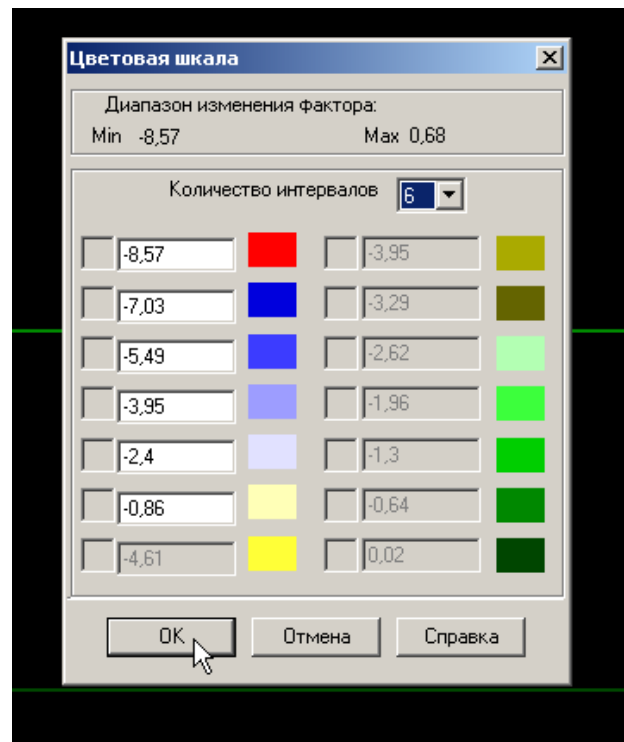 Цветовая шкала
Диапазон изменения фактора:
Min -8,57 Max 0,68
Количество интервалов 6
-8,57 -3,95
-7,03 -3,29
-5,49 -2,62
-3,95 -1,96
-2,4 -1,3
-0,86 -0,64
-4,61 0,02
OK Отмена Справка